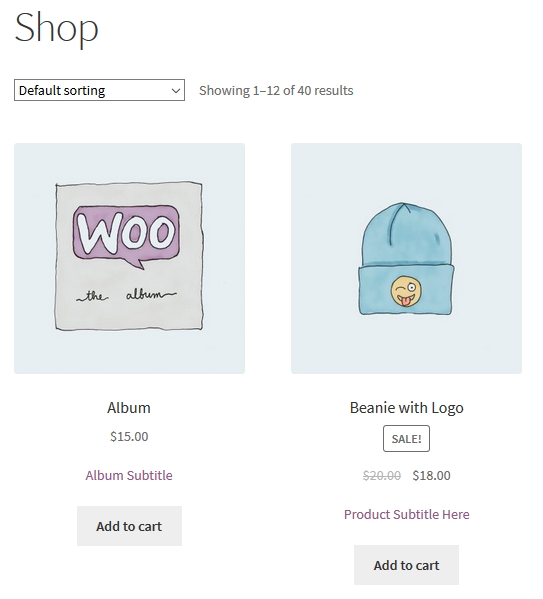 Shop
Default sorting
Showing 1–12 of 40 results
WOO
the album
Album
$15.00
Album Subtitle
Add to cart
Beanie with Logo
SALE!
$20.00 $18.00
Product Subtitle Here
Add to cart